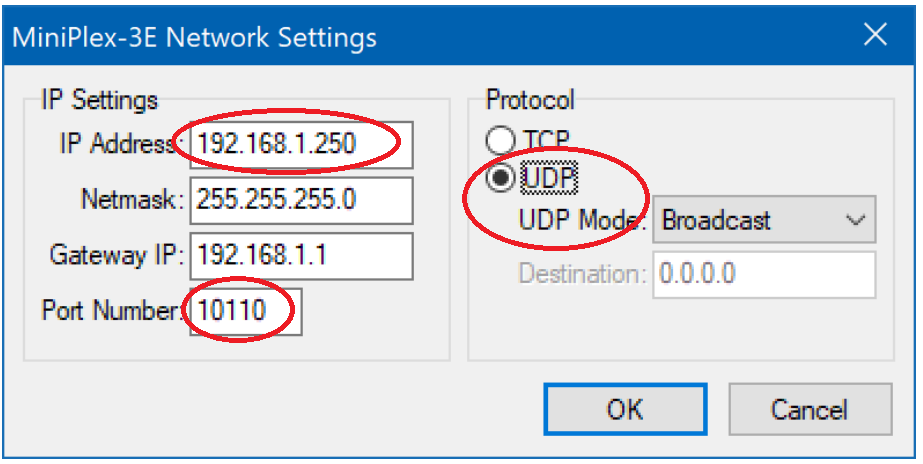 MiniPlex-3E Network Settings
IP Settings
IP Address: 192.168.1.250
Netmask: 255.255.255.0
Gateway IP: 192.168.1.1
Port Number: 10110
Protocol
TCP
UDP
UDP Mode: Broadcast
Destination: 0.0.0.0
OK
Cancel